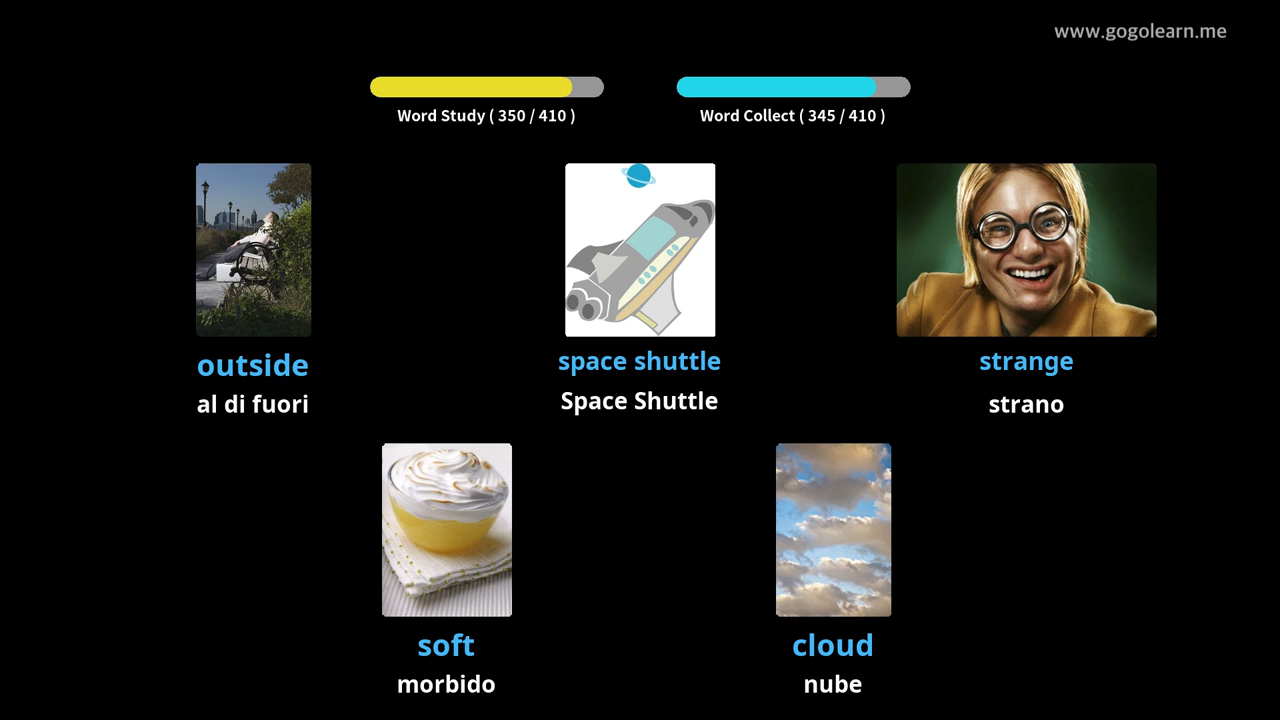 www.gogolearn.me
Word Study ( 350 / 410 )
Word Collect ( 345 / 410 )
outside
al di fuori
space shuttle
Space Shuttle
strange
strano
soft
morbido
cloud
nube